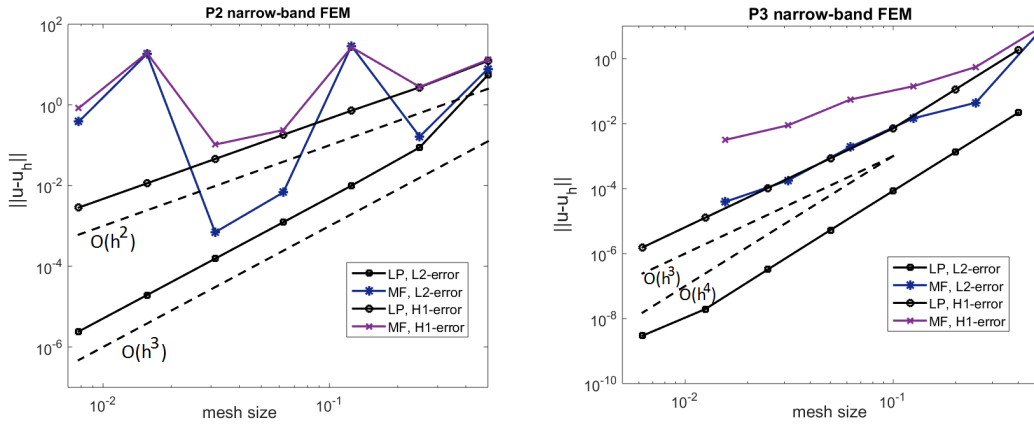 P2 narrow-band FEM
||u-u_h||
10^2
10^0
10^-2
10^-4
10^-6
O(h^2)
O(h^3)
LP, L2-error
MF, L2-error
LP, H1-error
MF, H1-error
10^-2
10^-1
mesh size
P3 narrow-band FEM
||u-u_h||
10^0
10^-2
10^-4
10^-6
10^-8
10^-10
O(h^3)
O(h^4)
LP, L2-error
MF, L2-error
LP, H1-error
MF, H1-error
10^-2
10^-1
mesh size